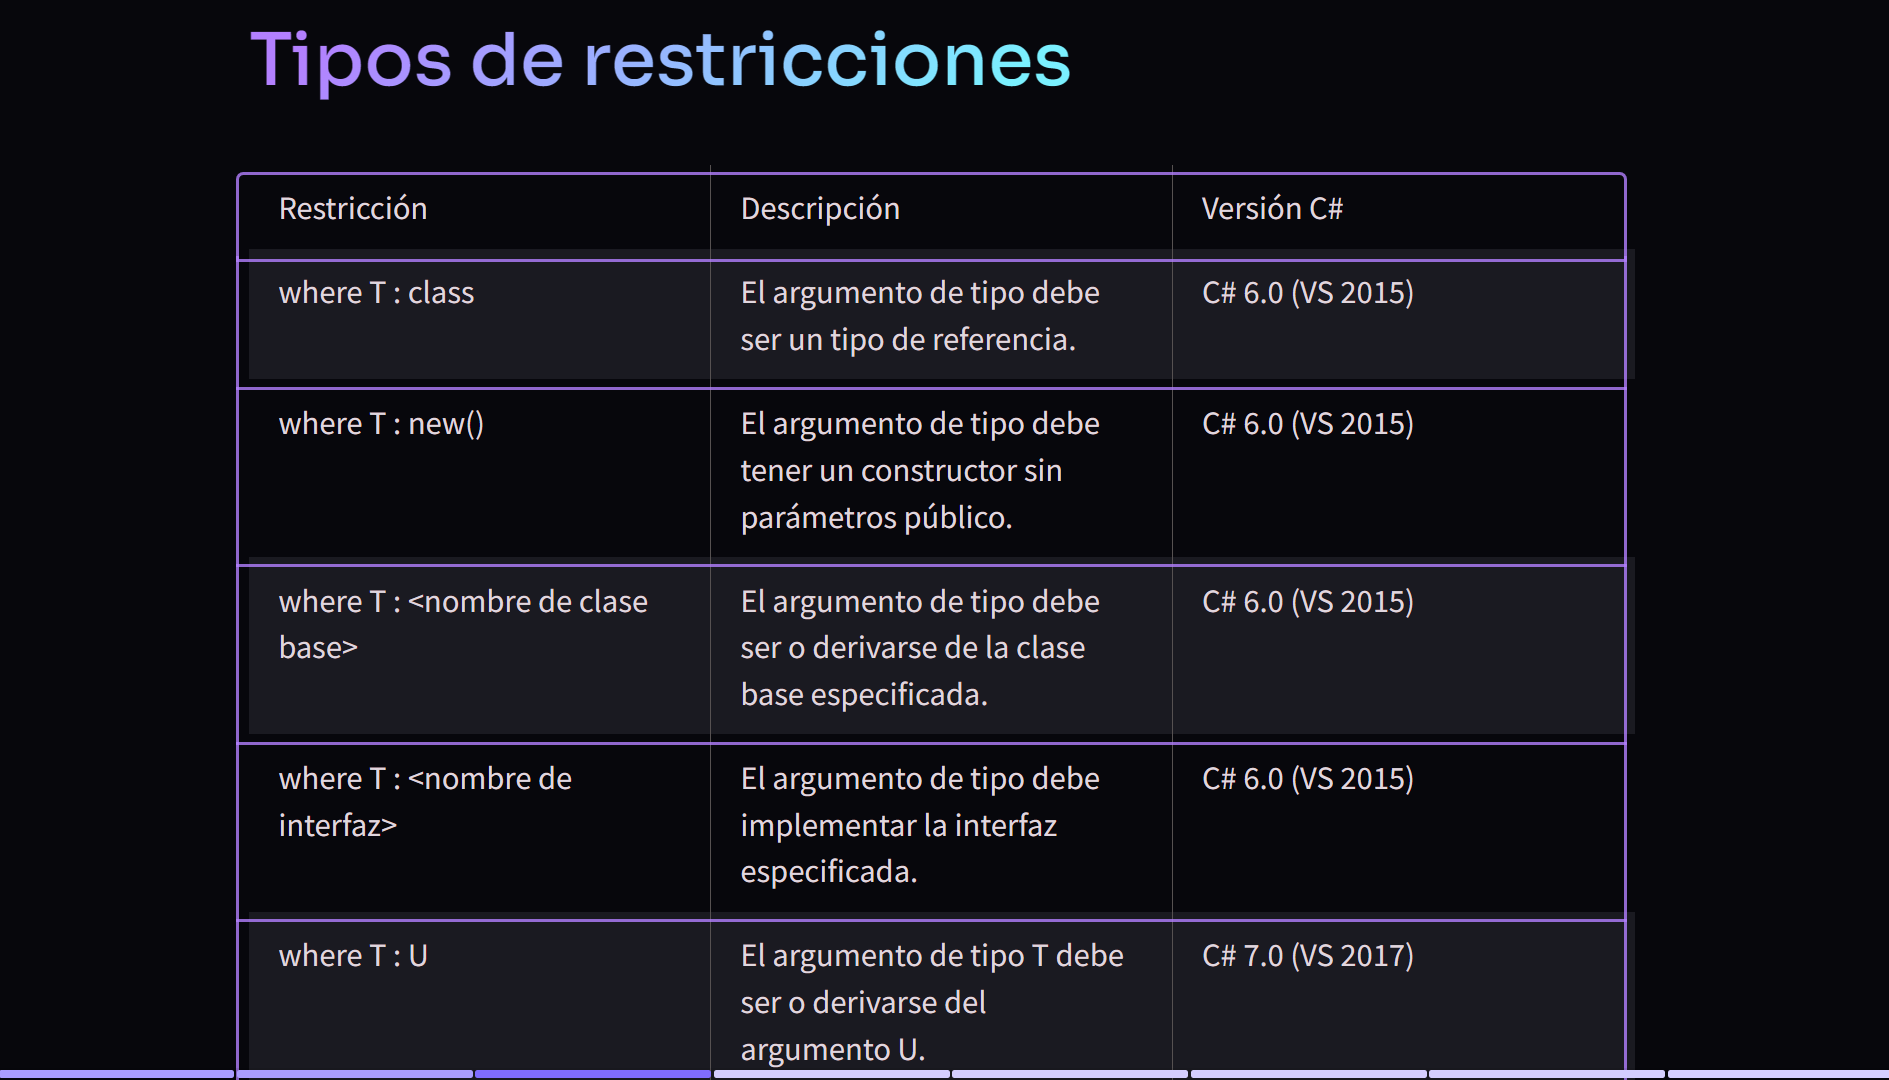 Tipos de restricciones
Restricción
Descripción
Versión C#
where T : class
El argumento de tipo debe
ser un tipo de referencia.
C# 6.0 (VS 2015)
where T : new()
El argumento de tipo debe
tener un constructor sin
parámetros público.
C# 6.0 (VS 2015)
where T : <nombre de clase
base>
El argumento de tipo debe
ser o derivarse de la clase
base especificada.
C# 6.0 (VS 2015)
where T : <nombre de
interfaz>
El argumento de tipo debe
implementar la interfaz
especificada.
C# 6.0 (VS 2015)
where T : U
El argumento de tipo T debe
ser o derivarse del
argumento U.
C# 7.0 (VS 2017)